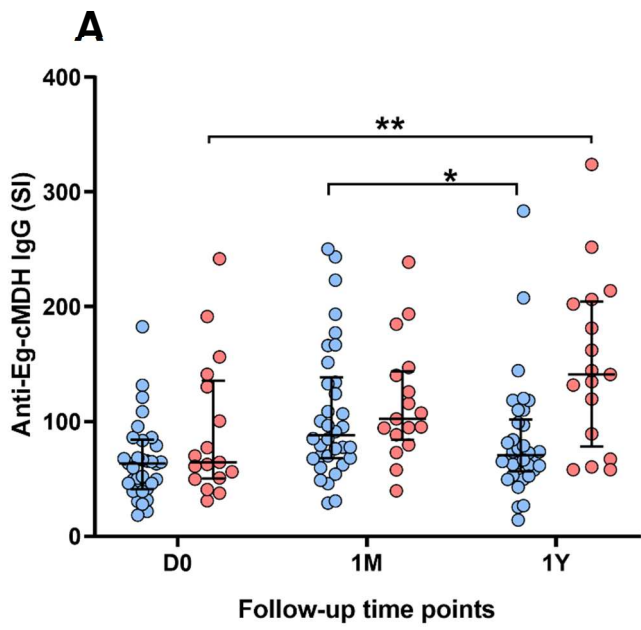 A
400
300
200
100
0
Anti-Eg-cMDH IgG (SI)
**
*
D0
1M
1Y
Follow-up time points